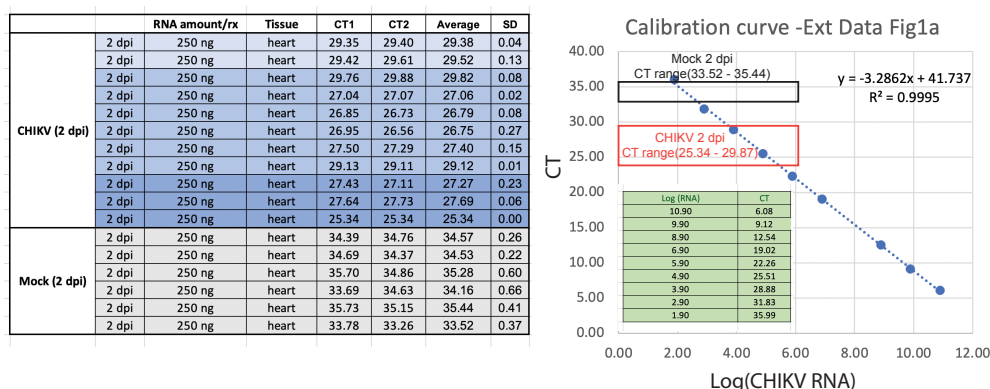 RNA amount/rx Tissue CT1 CT2 Average SD
CHIKV (2 dpi)
2 dpi 250 ng heart 29.35 29.40 29.38 0.04
2 dpi 250 ng heart 29.42 29.61 29.52 0.13
2 dpi 250 ng heart 29.76 29.88 29.82 0.08
2 dpi 250 ng heart 27.04 27.07 27.06 0.02
2 dpi 250 ng heart 26.85 26.73 26.79 0.08
2 dpi 250 ng heart 26.95 26.56 26.75 0.27
2 dpi 250 ng heart 27.50 27.29 27.40 0.15
2 dpi 250 ng heart 29.13 29.11 29.12 0.01
2 dpi 250 ng heart 27.43 27.11 27.27 0.23
2 dpi 250 ng heart 27.64 27.73 27.69 0.06
2 dpi 250 ng heart 25.34 25.34 25.34 0.00
Mock (2 dpi)
2 dpi 250 ng heart 34.39 34.76 34.57 0.26
2 dpi 250 ng heart 34.69 34.37 34.53 0.22
2 dpi 250 ng heart 35.70 34.86 35.28 0.60
2 dpi 250 ng heart 33.69 34.63 34.16 0.66
2 dpi 250 ng heart 35.73 35.15 35.44 0.41
2 dpi 250 ng heart 33.78 33.26 33.52 0.37
Calibration curve -Ext Data Fig1a
CT
40.00
35.00
30.00
25.00
20.00
15.00
10.00
5.00
0.00
Mock 2 dpi
CT range(33.52 - 35.44)
y = -3.2862x + 41.737
R² = 0.9995
CHIKV 2 dpi
CT range(25.34 - 29.87)
Log (RNA) CT
10.90 6.08
9.90 9.12
8.90 12.54
6.90 19.02
5.90 22.26
4.90 25.51
3.90 28.88
2.90 31.83
1.90 35.99
0.00 2.00 4.00 6.00 8.00 10.00 12.00
Log(CHIKV RNA)